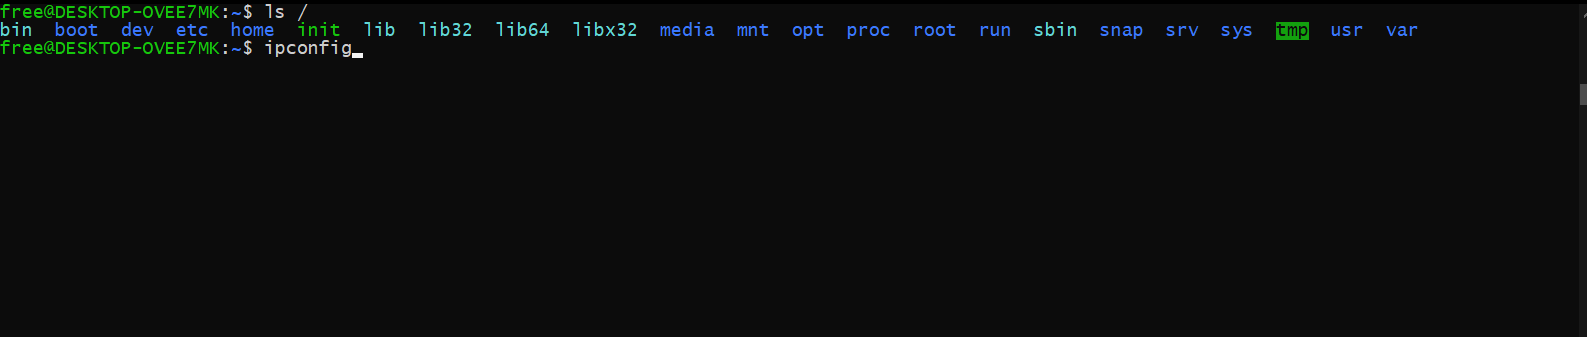 free@DESKTOP-OVEE7MK:~$ ls /
bin boot dev etc home init lib lib32 lib64 libx32 media mnt opt proc root run sbin snap srv sys tmp usr var
free@DESKTOP-OVEE7MK:~$ ipconfig